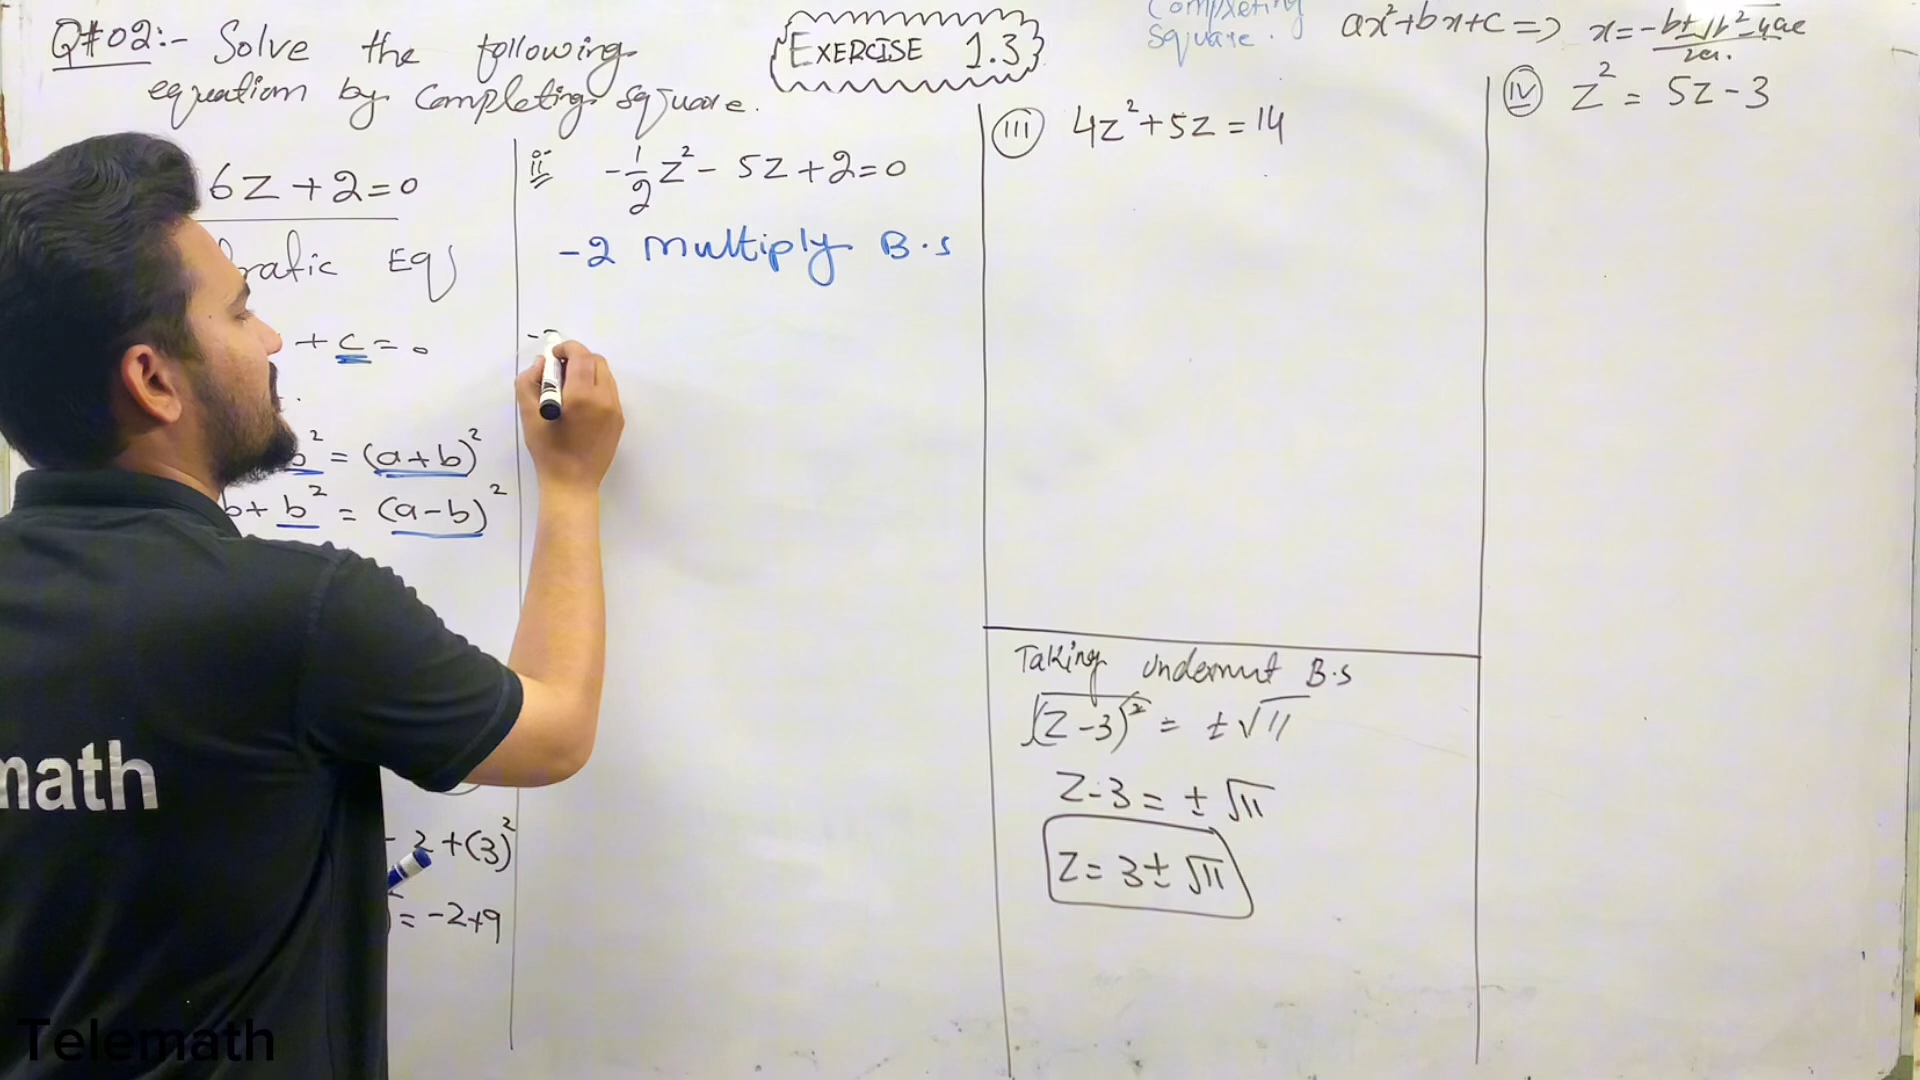 Q#02:- Solve the following
equation by completing square.
EXERCISE 1.3
Completing
square.
ax²+bx+c => x = -b±√b²-4ac
2a.
6z+2=0
Eq
+c=0
b² = (a+b)²
b+b² = (a-b)²
2+(3)²
= -2+9
ii -1/2 z² - 5z+2=0
-2 multiply B.s
iii 4z²+5z=14
iv z² = 5z-3
Taking B.s
√(z-3)² = ±√11
z-3 = ±√11
z = 3±√11
math
Telemath